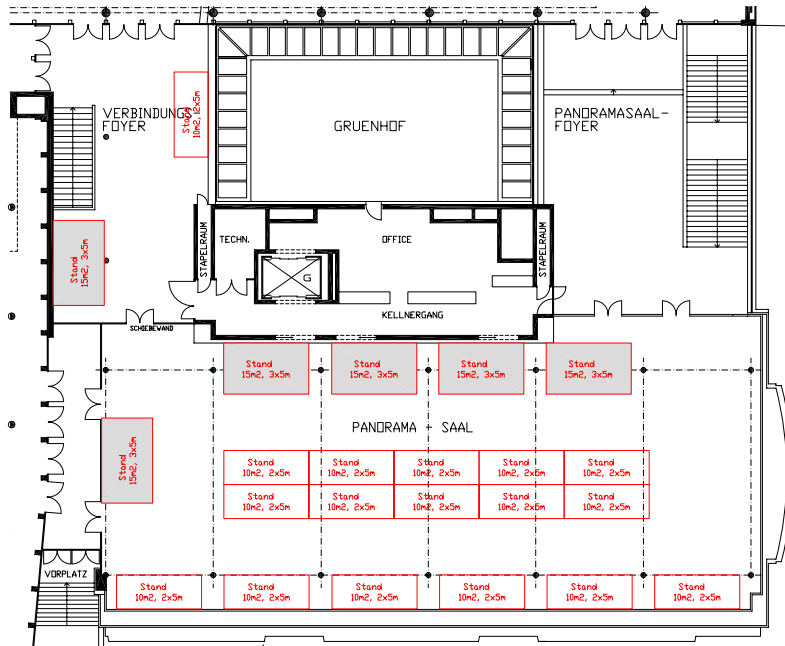 VERBINDUNGS
FOYER
Stand
10m2, 2x5m
GRUENHOF
PANORAMASAAL-
FOYER
Stand
15m2, 3x5m
STAPELRAUM
TECHN.
OFFICE
STAPELRAUM
G
KELLNERGANG
SCHIEBEWAND
Stand
15m2, 3x5m
Stand
15m2, 3x5m
Stand
15m2, 3x5m
Stand
15m2, 3x5m
PANORAMA - SAAL
Stand
15m2, 3x5m
Stand
10m2, 2x5m
Stand
10m2, 2x5m
Stand
10m2, 2x5m
Stand
10m2, 2x5m
Stand
10m2, 2x5m
Stand
10m2, 2x5m
Stand
10m2, 2x5m
Stand
10m2, 2x5m
Stand
10m2, 2x5m
Stand
10m2, 2x5m
VORPLATZ
Stand
10m2, 2x5m
Stand
10m2, 2x5m
Stand
10m2, 2x5m
Stand
10m2, 2x5m
Stand
10m2, 2x5m
Stand
10m2, 2x5m